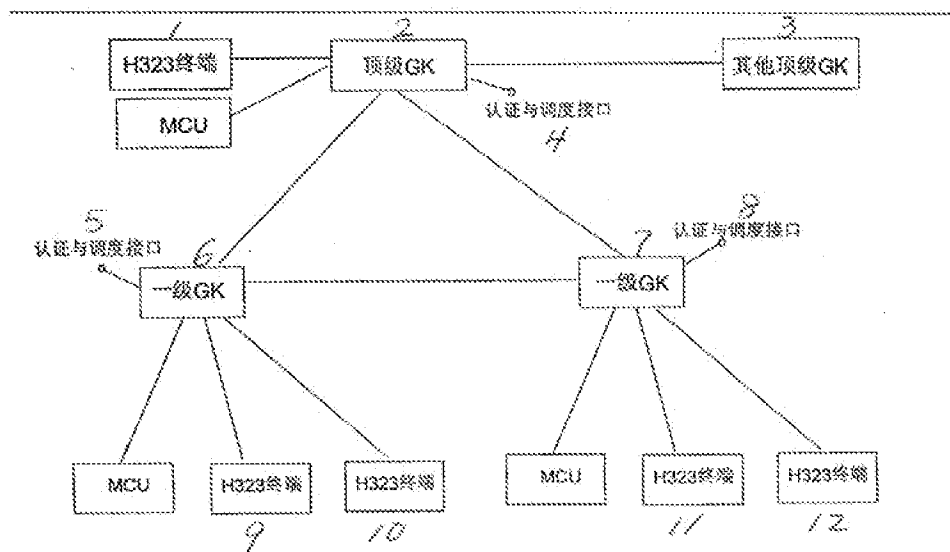 1
2
3
H323终端
顶级GK
其他顶级GK
MCU
认证与调度接口
4
5
认证与调度接口
6
一级GK
7
一级GK
8
认证与调度接口
MCU
H323终端
H323终端
MCU
H323终端
H323终端
9
10
11
12